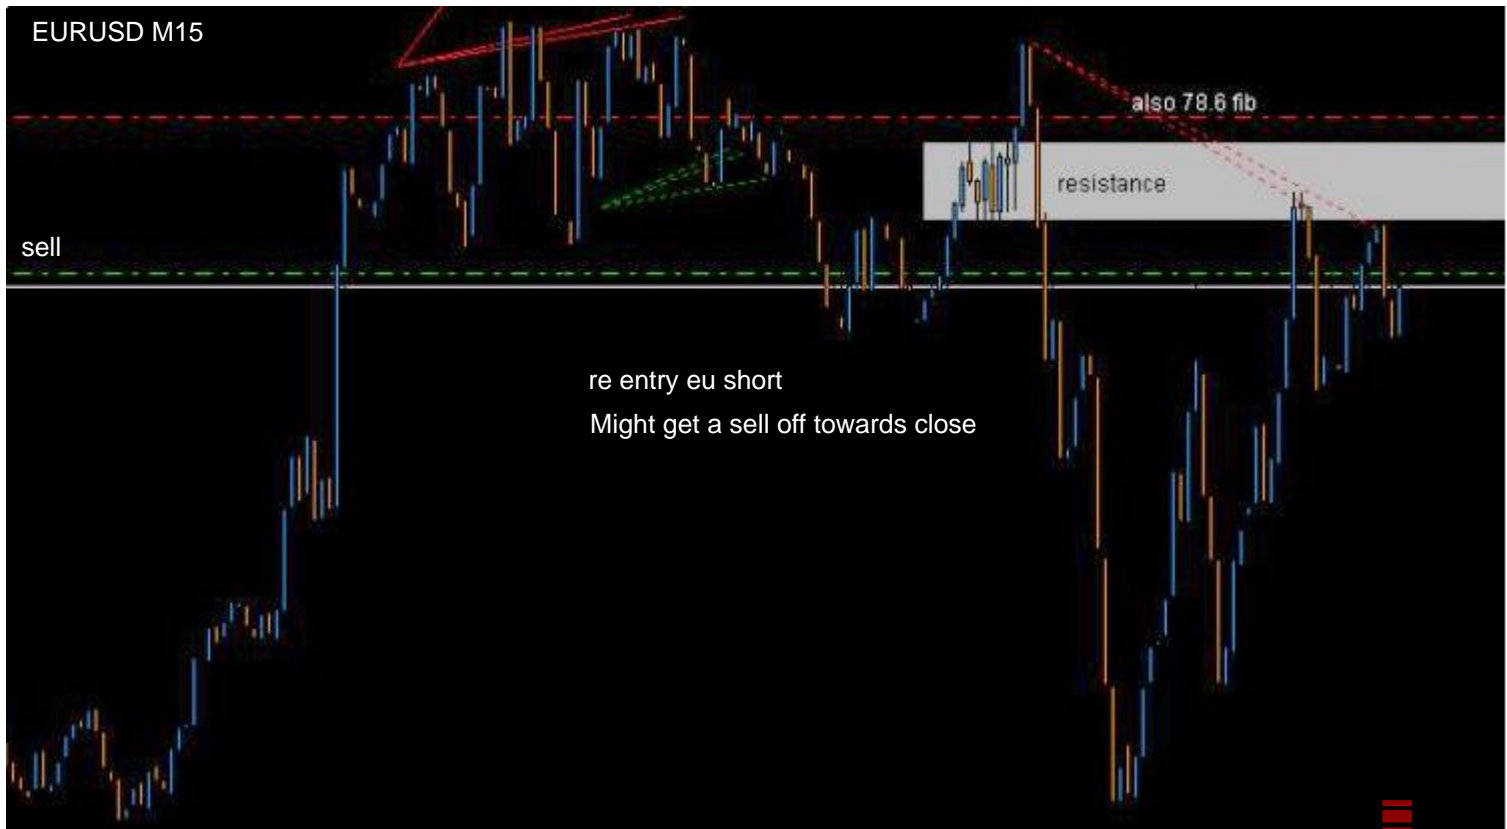 EURUSD M15
also 78.6 fib
resistance
sell
re entry eu short
Might get a sell off towards close